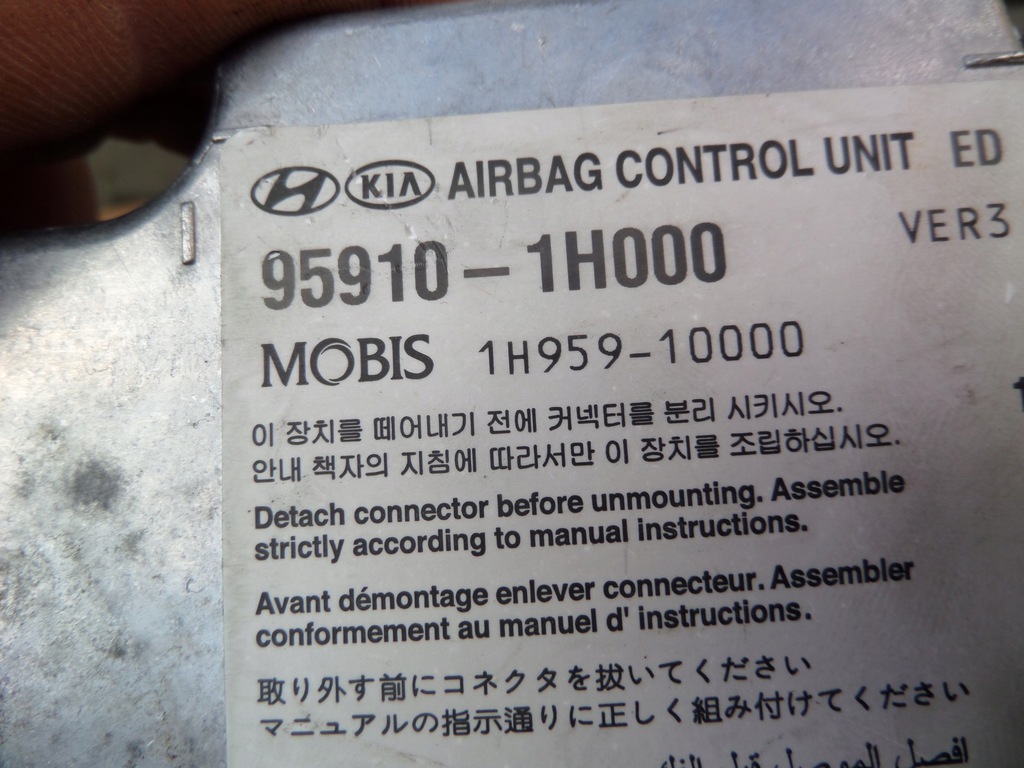 KIA AIRBAG CONTROL UNIT ED
95910-1H000 VER3
MOBIS 1H959-10000
이 장치를 떼어내기 전에 커넥터를 분리 시키시오.
안내 책자의 지침에 따라서만 이 장치를 조립하십시오.
Detach connector before unmounting. Assemble
strictly according to manual instructions.
Avant démontage enlever connecteur. Assembler
conformement au manuel d' instructions.
取り外す前にコネクタを抜いてください
マニュアルの指示通りに正しく組み付けてください
افصل الموصل قبل